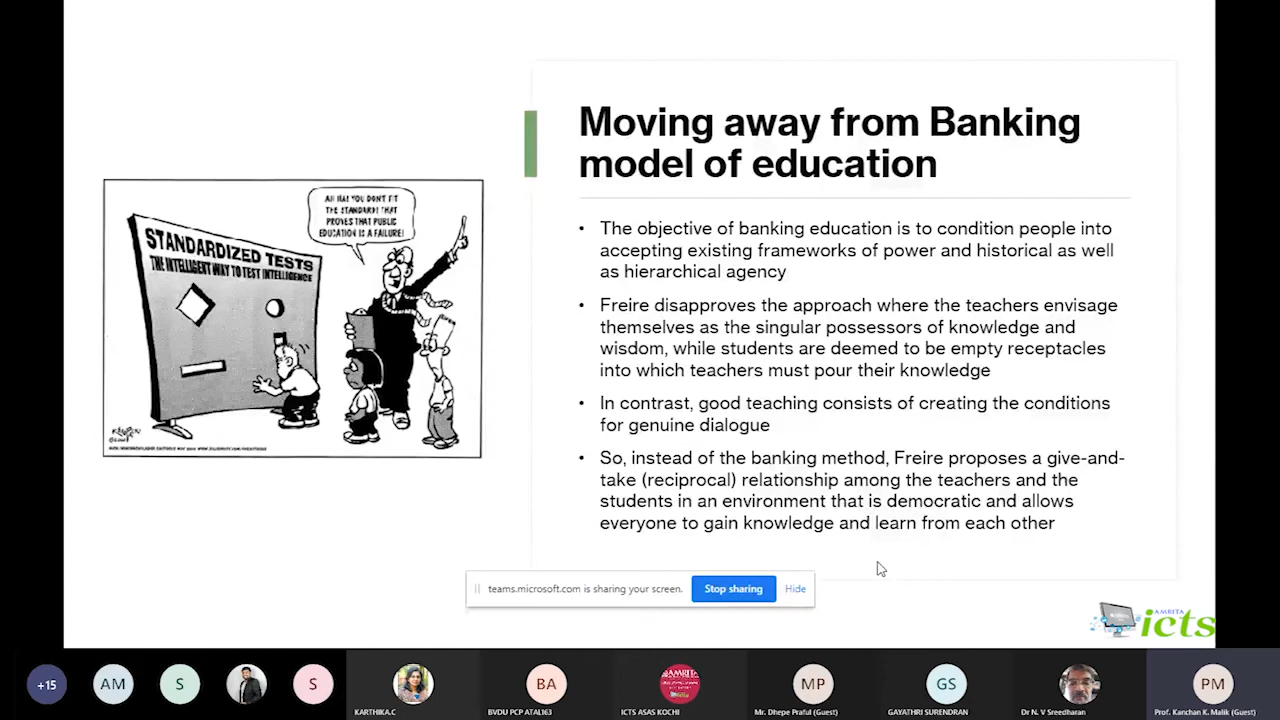 Moving away from Banking
model of education
AH HA! YOU DON'T FIT
THE STANDARD! THAT
PROVES THAT PUBLIC
EDUCATION IS A FAILURE!
STANDARDIZED TESTS
THE INTELLIGENT WAY TO TEST INTELLIGENCE
• The objective of banking education is to condition people into
accepting existing frameworks of power and historical as well
as hierarchical agency
• Freire disapproves the approach where the teachers envisage
themselves as the singular possessors of knowledge and
wisdom, while students are deemed to be empty receptacles
into which teachers must pour their knowledge
• In contrast, good teaching consists of creating the conditions
for genuine dialogue
• So, instead of the banking method, Freire proposes a give-and-
take (reciprocal) relationship among the teachers and the
students in an environment that is democratic and allows
everyone to gain knowledge and learn from each other
teams.microsoft.com is sharing your screen.
Stop sharing
Hide
AMRITA
icts
+15
AM
S
S
KARTHIKA.C
BA
BVDU PCP ATAL63
AMRITA
ICTS ASAS KOCHI
MP
Mr. Dhepe Praful (Guest)
GS
GAYATHRI SURENDRAN
Dr N. V Sreedharan
PM
Prof. Kanchan K. Malik (Guest)